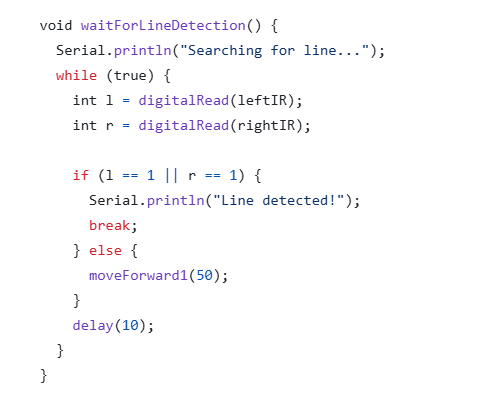 void waitForLineDetection() {
  Serial.println("Searching for line...");
  while (true) {
    int l = digitalRead(leftIR);
    int r = digitalRead(rightIR);

    if (l == 1 || r == 1) {
      Serial.println("Line detected!");
      break;
    } else {
      moveForward1(50);
    }
    delay(10);
  }
}